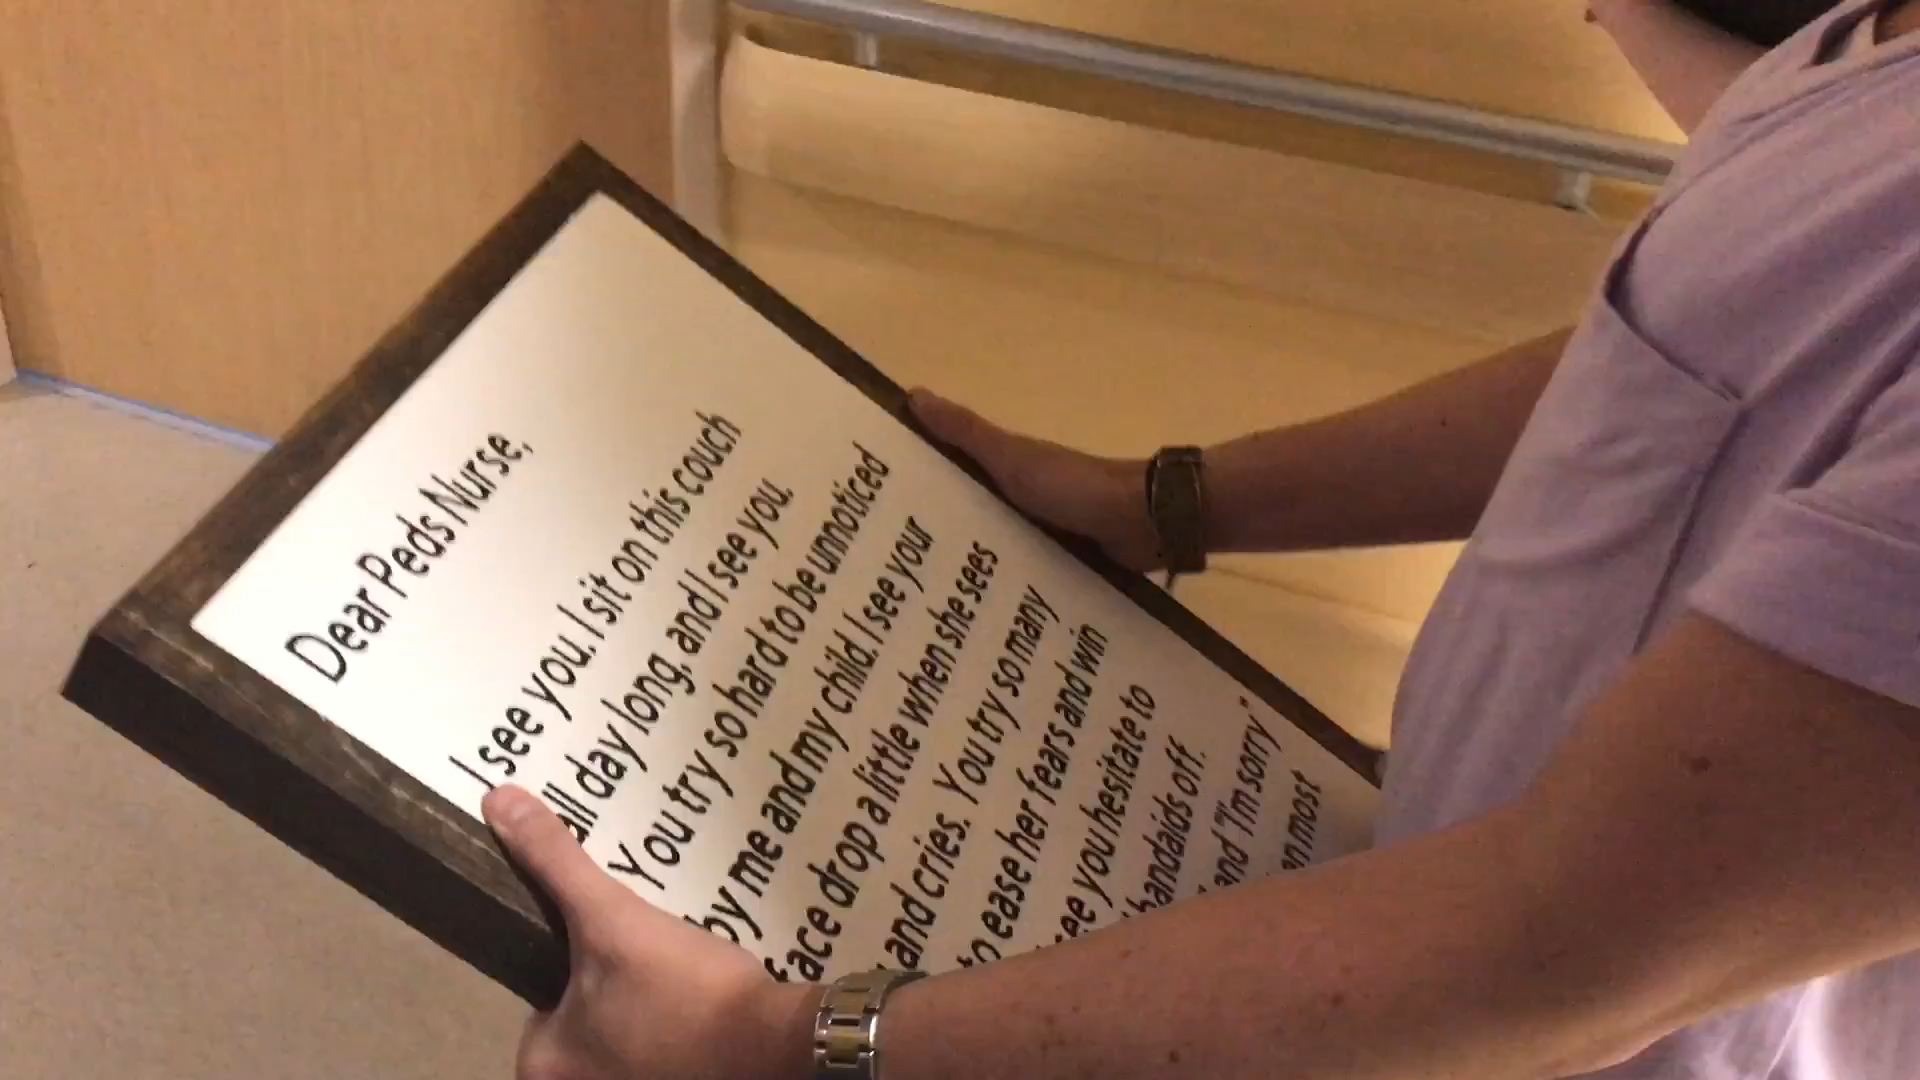 Dear Peds Nurse,
I see you. I sit on this couch
all day long, and I see you.
You try so hard to be unnoticed
by me and my child. I see your
face drop a little when she sees
and cries. You try so many
to ease her fears and win
see you hesitate to
bandaids off.
and "I'm sorry"
most